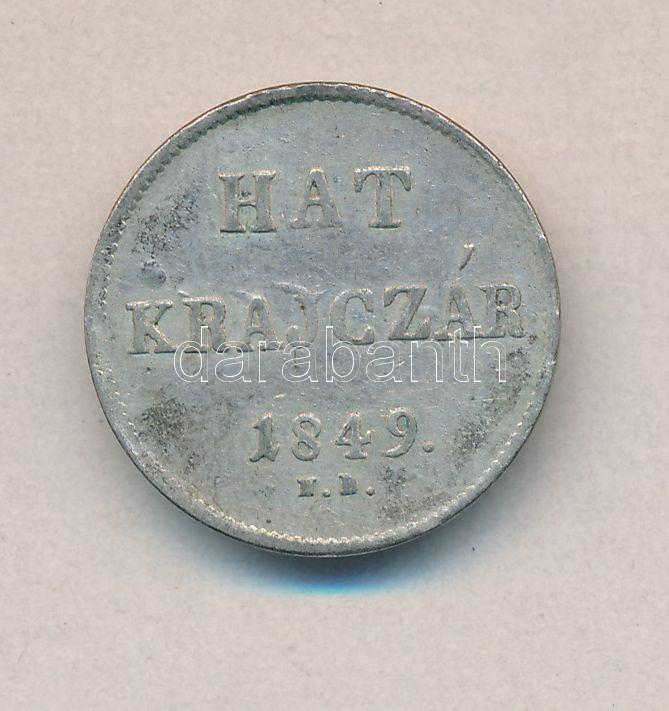 HAT
KRAJCZÁR
darabanth
1849.
N.B.